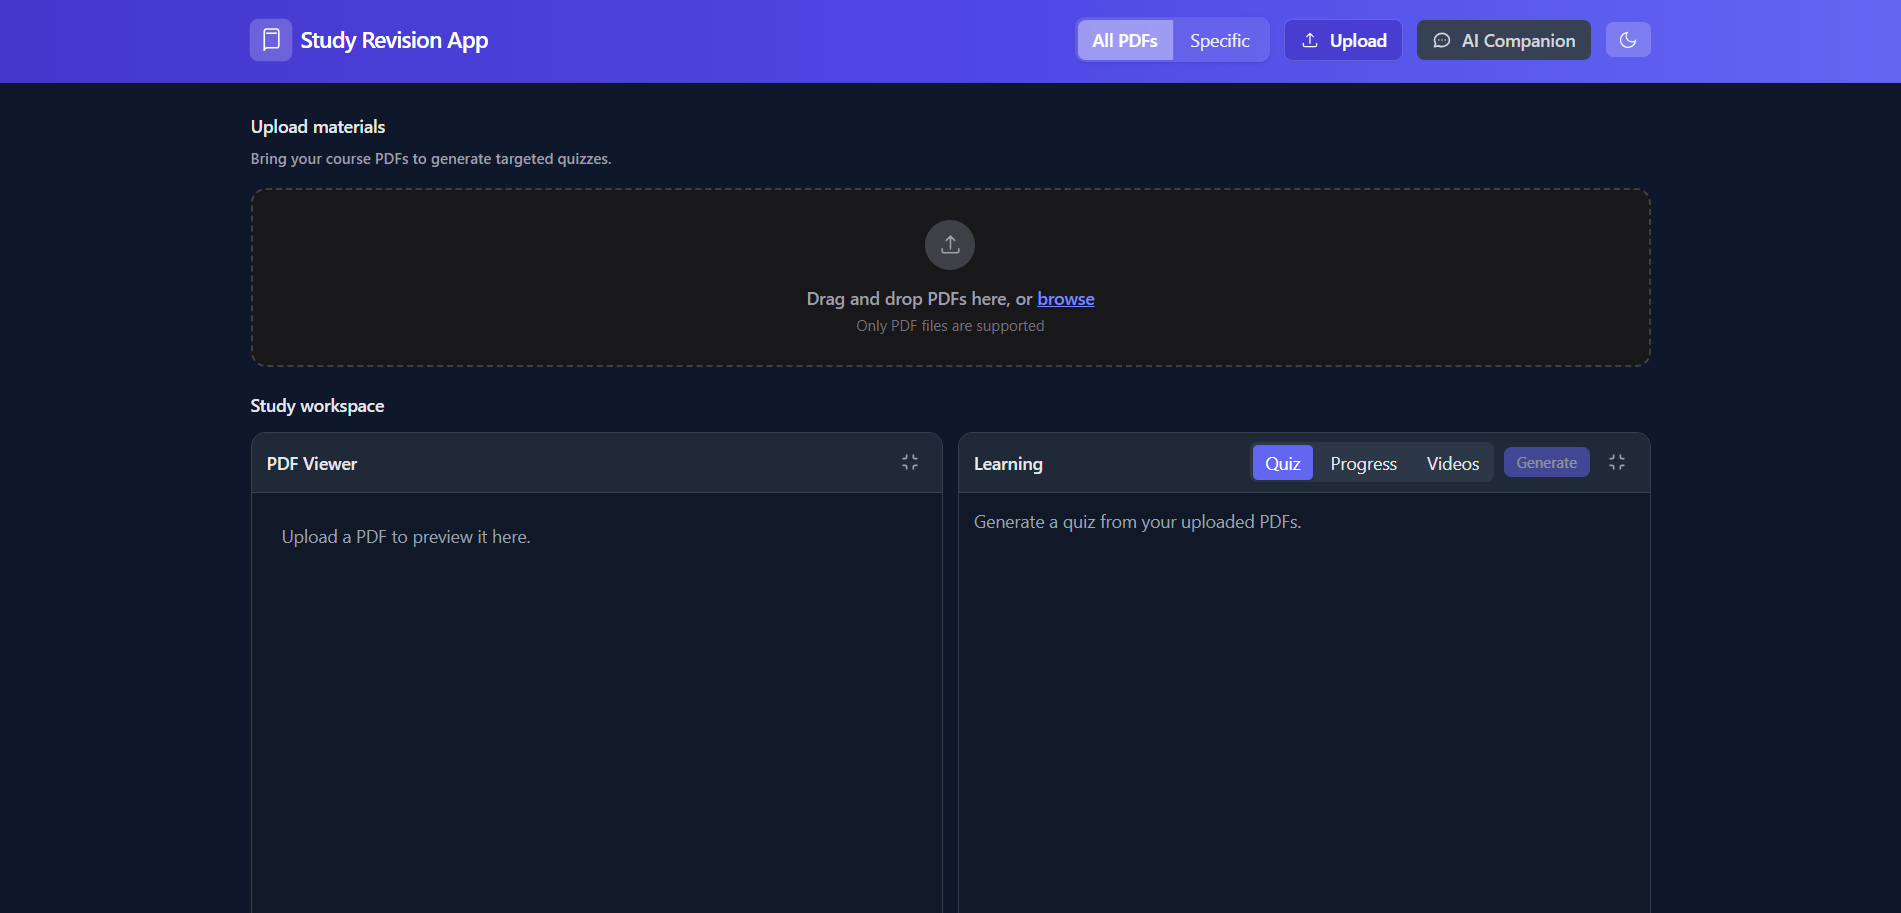 Study Revision App
All PDFs
Specific
Upload
AI Companion
Upload materials
Bring your course PDFs to generate targeted quizzes.
Drag and drop PDFs here, or browse
Only PDF files are supported
Study workspace
PDF Viewer
Upload a PDF to preview it here.
Learning
Quiz
Progress
Videos
Generate
Generate a quiz from your uploaded PDFs.